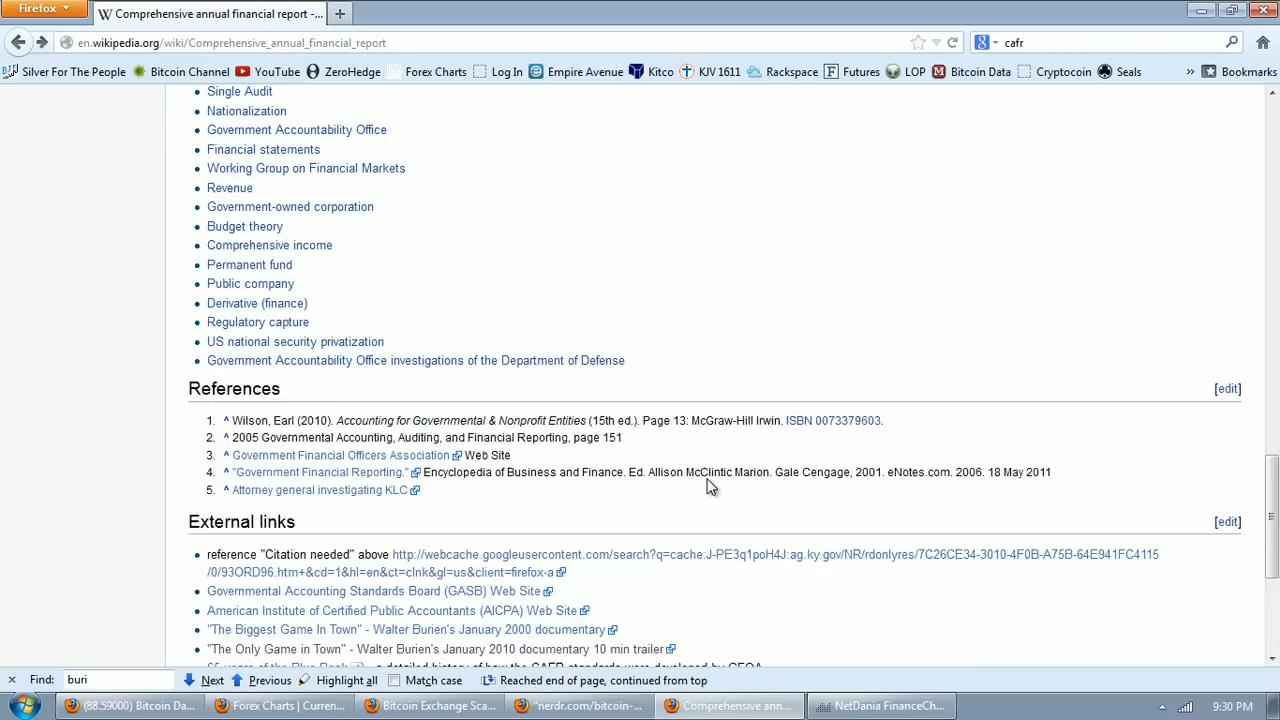 Firefox
W Comprehensive annual financial report -...
en.wikipedia.org/wiki/Comprehensive_annual_financial_report
cafr
Silver For The People Bitcoin Channel YouTube ZeroHedge Forex Charts Log In Empire Avenue Kitco KJV 1611 Rackspace Futures LOP Bitcoin Data Cryptocoin Seals » Bookmarks
Single Audit
Nationalization
Government Accountability Office
Financial statements
Working Group on Financial Markets
Revenue
Government-owned corporation
Budget theory
Comprehensive income
Permanent fund
Public company
Derivative (finance)
Regulatory capture
US national security privatization
Government Accountability Office investigations of the Department of Defense
References [edit]
1. ^ Wilson, Earl (2010). Accounting for Governmental & Nonprofit Entities (15th ed.). Page 13: McGraw-Hill Irwin. ISBN 0073379603.
2. ^ 2005 Governmental Accounting, Auditing, and Financial Reporting, page 151
3. ^ Government Financial Officers Association Web Site
4. ^ "Government Financial Reporting." Encyclopedia of Business and Finance. Ed. Allison McClintic Marion. Gale Cengage, 2001. eNotes.com. 2006. 18 May 2011
5. ^ Attorney general investigating KLC
External links [edit]
reference "Citation needed" above http://webcache.googleusercontent.com/search?q=cache:J-PE3q1poH4J:ag.ky.gov/NR/rdonlyres/7C26CE34-3010-4F0B-A75B-64E941FC4115
/0/93ORD96.htm+&cd=1&hl=en&ct=clnk&gl=us&client=firefox-a
Governmental Accounting Standards Board (GASB) Web Site
American Institute of Certified Public Accountants (AICPA) Web Site
"The Biggest Game In Town" - Walter Burien's January 2000 documentary
"The Only Game in Town" - Walter Burien's January 2010 documentary 10 min trailer
Find: buri Next Previous Highlight all Match case Reached end of page, continued from top
(88.59000) Bitcoin Da... Forex Charts | Curren... Bitcoin Exchange Sca... "nerdr.com/bitcoin-... Comprehensive ann... NetDania FinanceCh... 9:30 PM